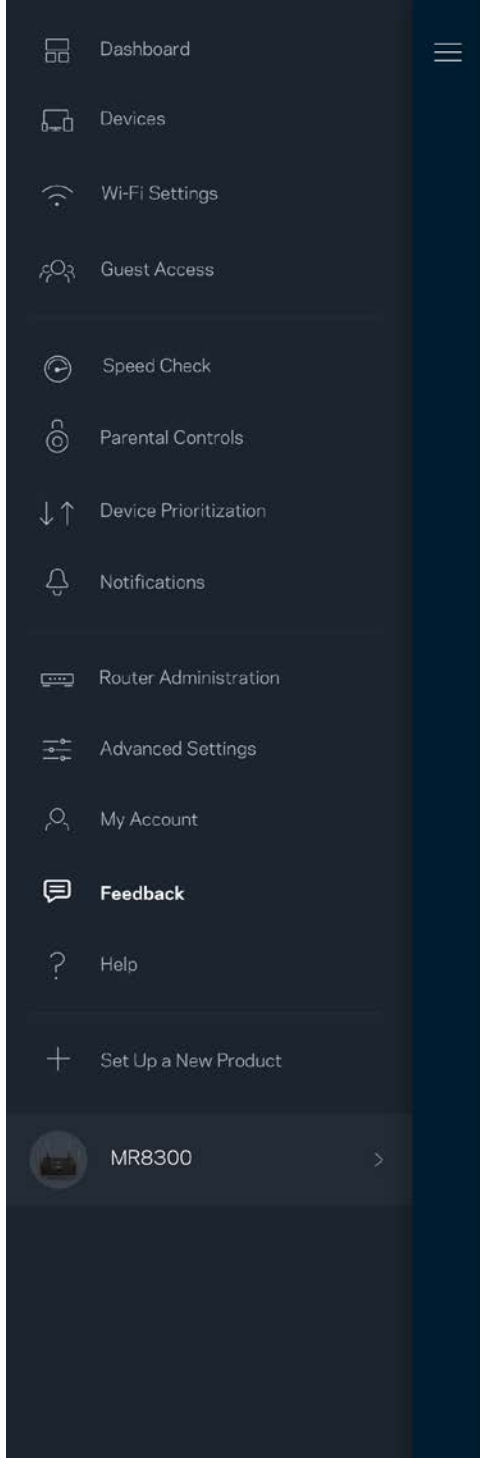 Dashboard
Devices
Wi-Fi Settings
Guest Access
Speed Check
Parental Controls
Device Prioritization
Notifications
Router Administration
Advanced Settings
My Account
Feedback
Help
Set Up a New Product
MR8300